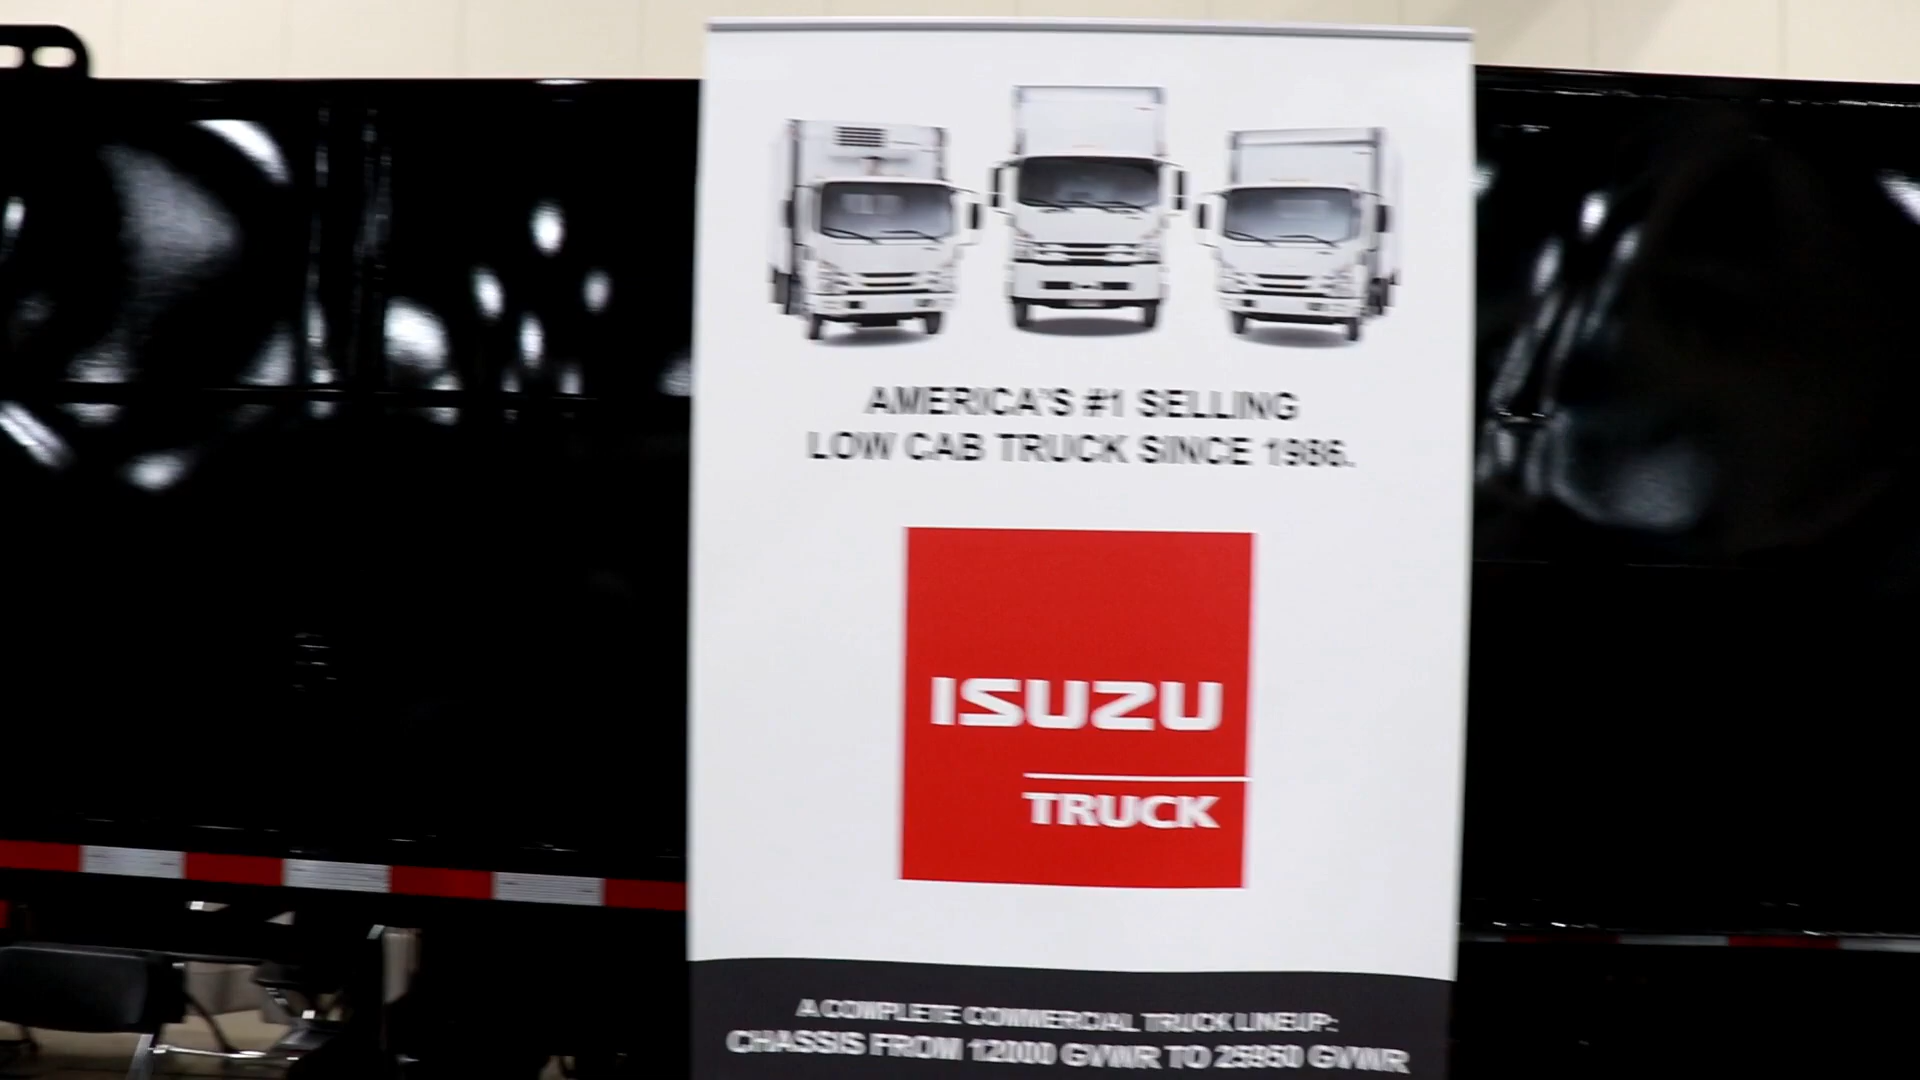 AMERICA'S #1 SELLING
LOW CAB TRUCK SINCE 1986.
ISUZU
TRUCK
A COMPLETE COMMERCIAL TRUCK LINEUP:
CHASSIS FROM 12000 GVWR TO 25950 GVWR